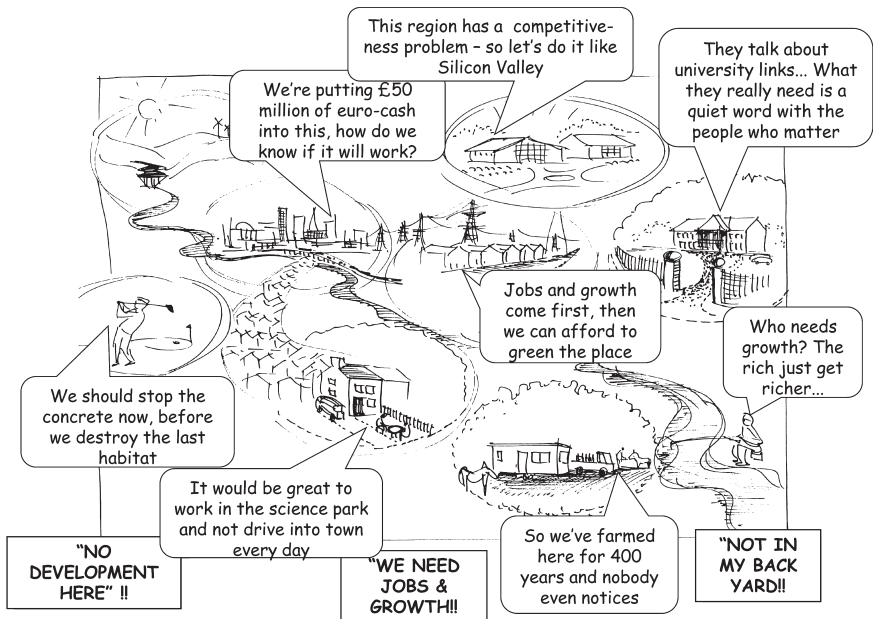 This region has a competitive-
ness problem – so let's do it like
Silicon Valley
They talk about
university links... What
they really need is a
quiet word with the
people who matter
We're putting £50
million of euro-cash
into this, how do we
know if it will work?
Jobs and growth
come first, then
we can afford to
green the place
Who needs
growth? The
rich just get
richer...
We should stop the
concrete now, before
we destroy the last
habitat
It would be great to
work in the science park
and not drive into town
every day
So we've farmed
here for 400
years and nobody
even notices
"NO
DEVELOPMENT
HERE" !!
"WE NEED
JOBS &
GROWTH!!
"NOT IN
MY BACK
YARD!!